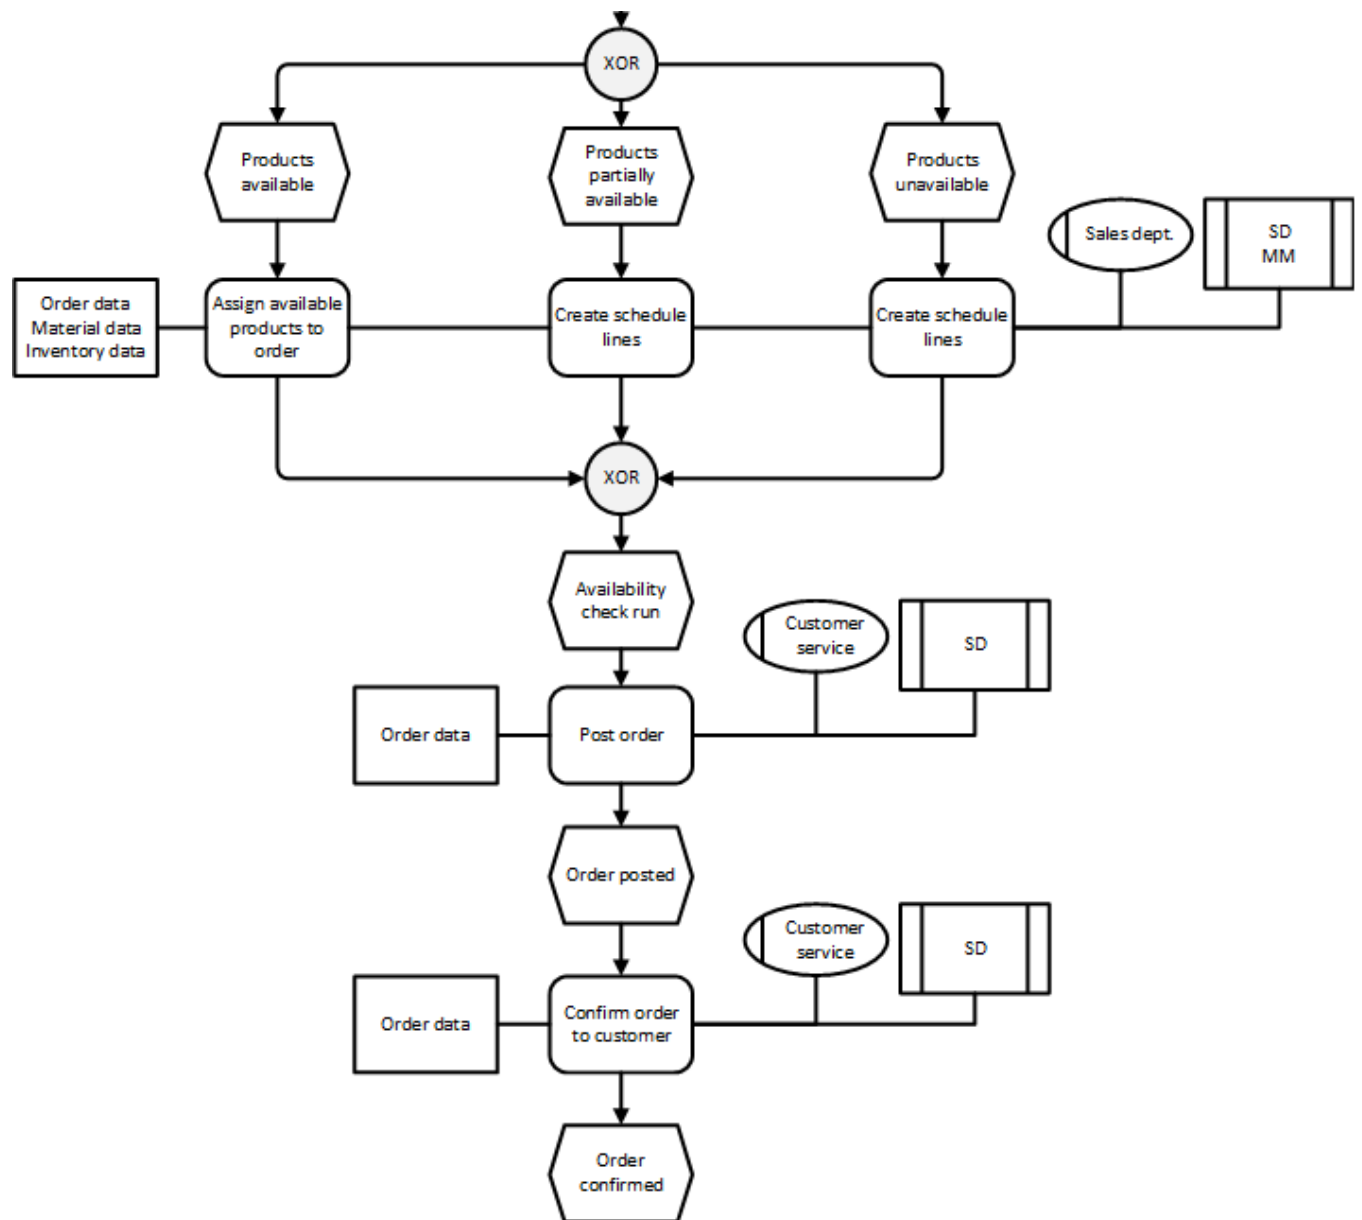 XOR
Products
available
Products
partially
available
Products
unavailable
Sales dept.
SD
MM
Order data
Material data
Inventory data
Assign available
products to
order
Create schedule
lines
Create schedule
lines
XOR
Availability
check run
Customer
service
SD
Order data
Post order
Order posted
Customer
service
SD
Order data
Confirm order
to customer
Order
confirmed